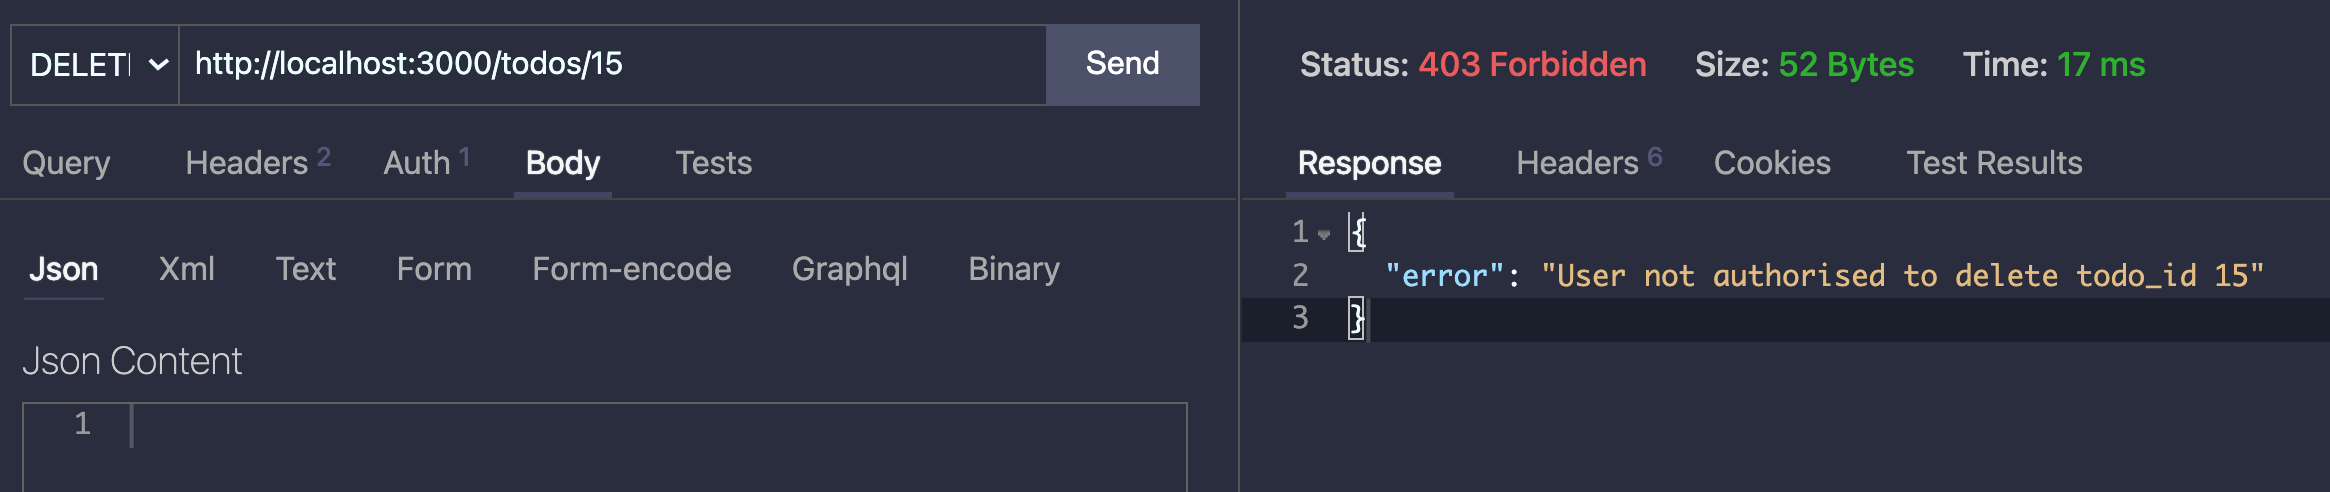 DELET http://localhost:3000/todos/15 Send
Query Headers 2 Auth 1 Body Tests
Json Xml Text Form Form-encode Graphql Binary
Json Content
1
Status: 403 Forbidden Size: 52 Bytes Time: 17 ms
Response Headers 6 Cookies Test Results
1 {
2 "error": "User not authorised to delete todo_id 15"
3 }